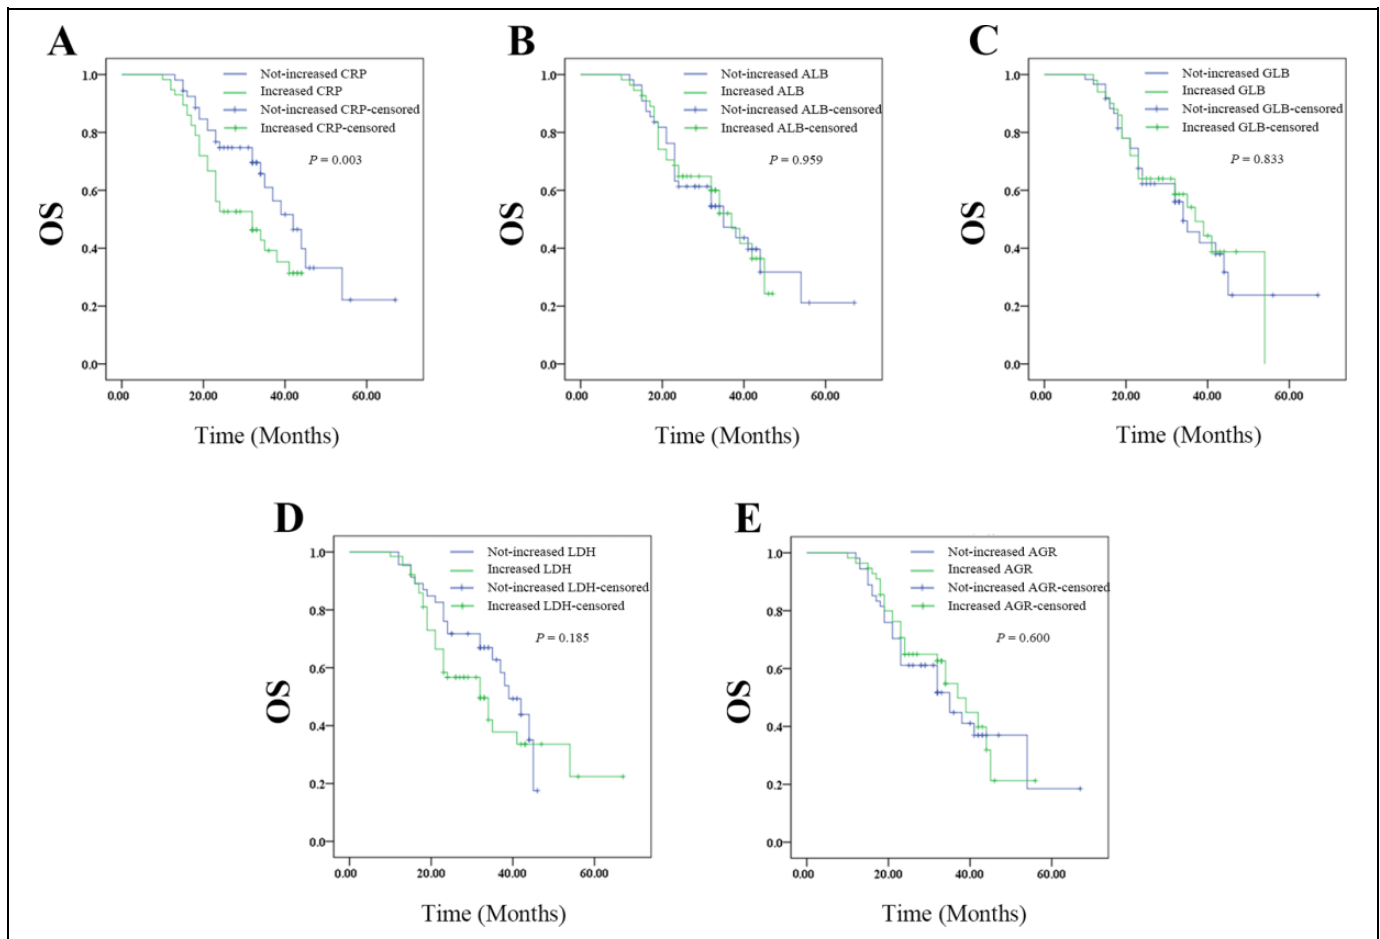 A
B
C
1.0
Not-increased CRP
Increased CRP
Not-increased CRP-censored
Increased CRP-censored
P = 0.003
0.8
0.6
0.4
0.2
0.0
OS
0.00 20.00 40.00 60.00
Time (Months)
1.0
Not-increased ALB
Increased ALB
Not-increased ALB-censored
Increased ALB-censored
P = 0.959
0.8
0.6
0.4
0.2
0.0
OS
0.00 20.00 40.00 60.00
Time (Months)
1.0
Not-increased GLB
Increased GLB
Not-increased GLB-censored
Increased GLB-censored
P = 0.833
0.8
0.6
0.4
0.2
0.0
OS
0.00 20.00 40.00 60.00
Time (Months)
D
E
1.0
Not-increased LDH
Increased LDH
Not-increased LDH-censored
Increased LDH-censored
P = 0.185
0.8
0.6
0.4
0.2
0.0
OS
0.00 20.00 40.00 60.00
Time (Months)
1.0
Not-increased AGR
Increased AGR
Not-increased AGR-censored
Increased AGR-censored
P = 0.600
0.8
0.6
0.4
0.2
0.0
OS
0.00 20.00 40.00 60.00
Time (Months)